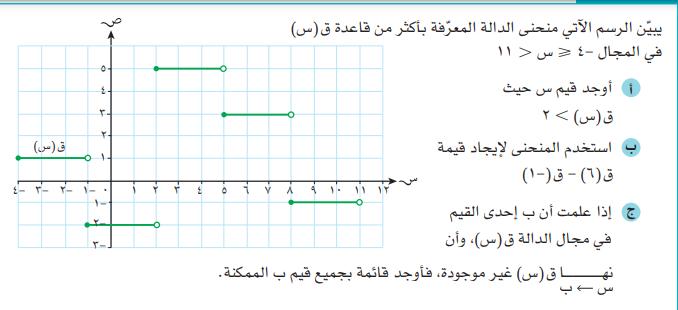 يبيّن الرسم الآتي منحنى الدالة المعرّفة بأكثر من قاعدة ق(س)
في المجال -٤ ⩽ س < ١١
أ أوجد قيم س حيث
ق(س) > ٢
ب استخدم المنحنى لإيجاد قيمة
ق(٦) - ق(-١)
ج إذا علمت أن ب إحدى القيم
في مجال الدالة ق(س)، وأن
نهــــا ق(س) غير موجودة، فأوجد قائمة بجميع قيم ب الممكنة.
س ← ب
ص
٥
٤
٣
٢
١
ق(س)
س
-٤ -٣ -٢ -١ ٠ ١ ٢ ٣ ٤ ٥ ٦ ٧ ٨ ٩ ١٠ ١١ ١٢
-١
-٢
-٣